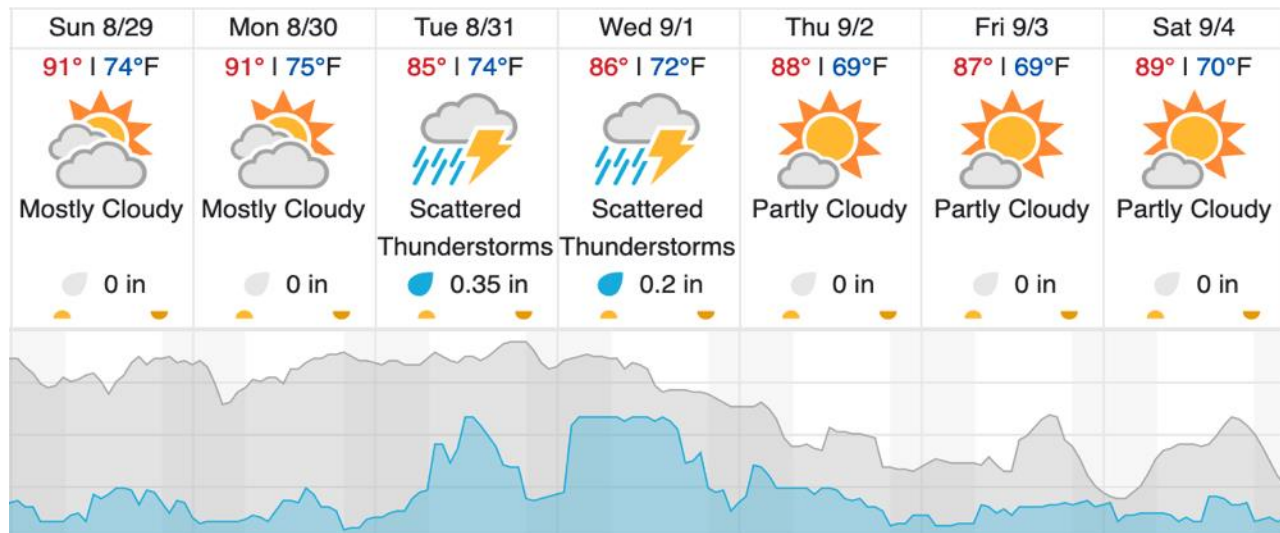 Sun 8/29
Mon 8/30
Tue 8/31
Wed 9/1
Thu 9/2
Fri 9/3
Sat 9/4
91° | 74°F
91° | 75°F
85° | 74°F
86° | 72°F
88° | 69°F
87° | 69°F
89° | 70°F
Mostly Cloudy
Mostly Cloudy
Scattered
Thunderstorms
Scattered
Thunderstorms
Partly Cloudy
Partly Cloudy
Partly Cloudy
0 in
0 in
0.35 in
0.2 in
0 in
0 in
0 in